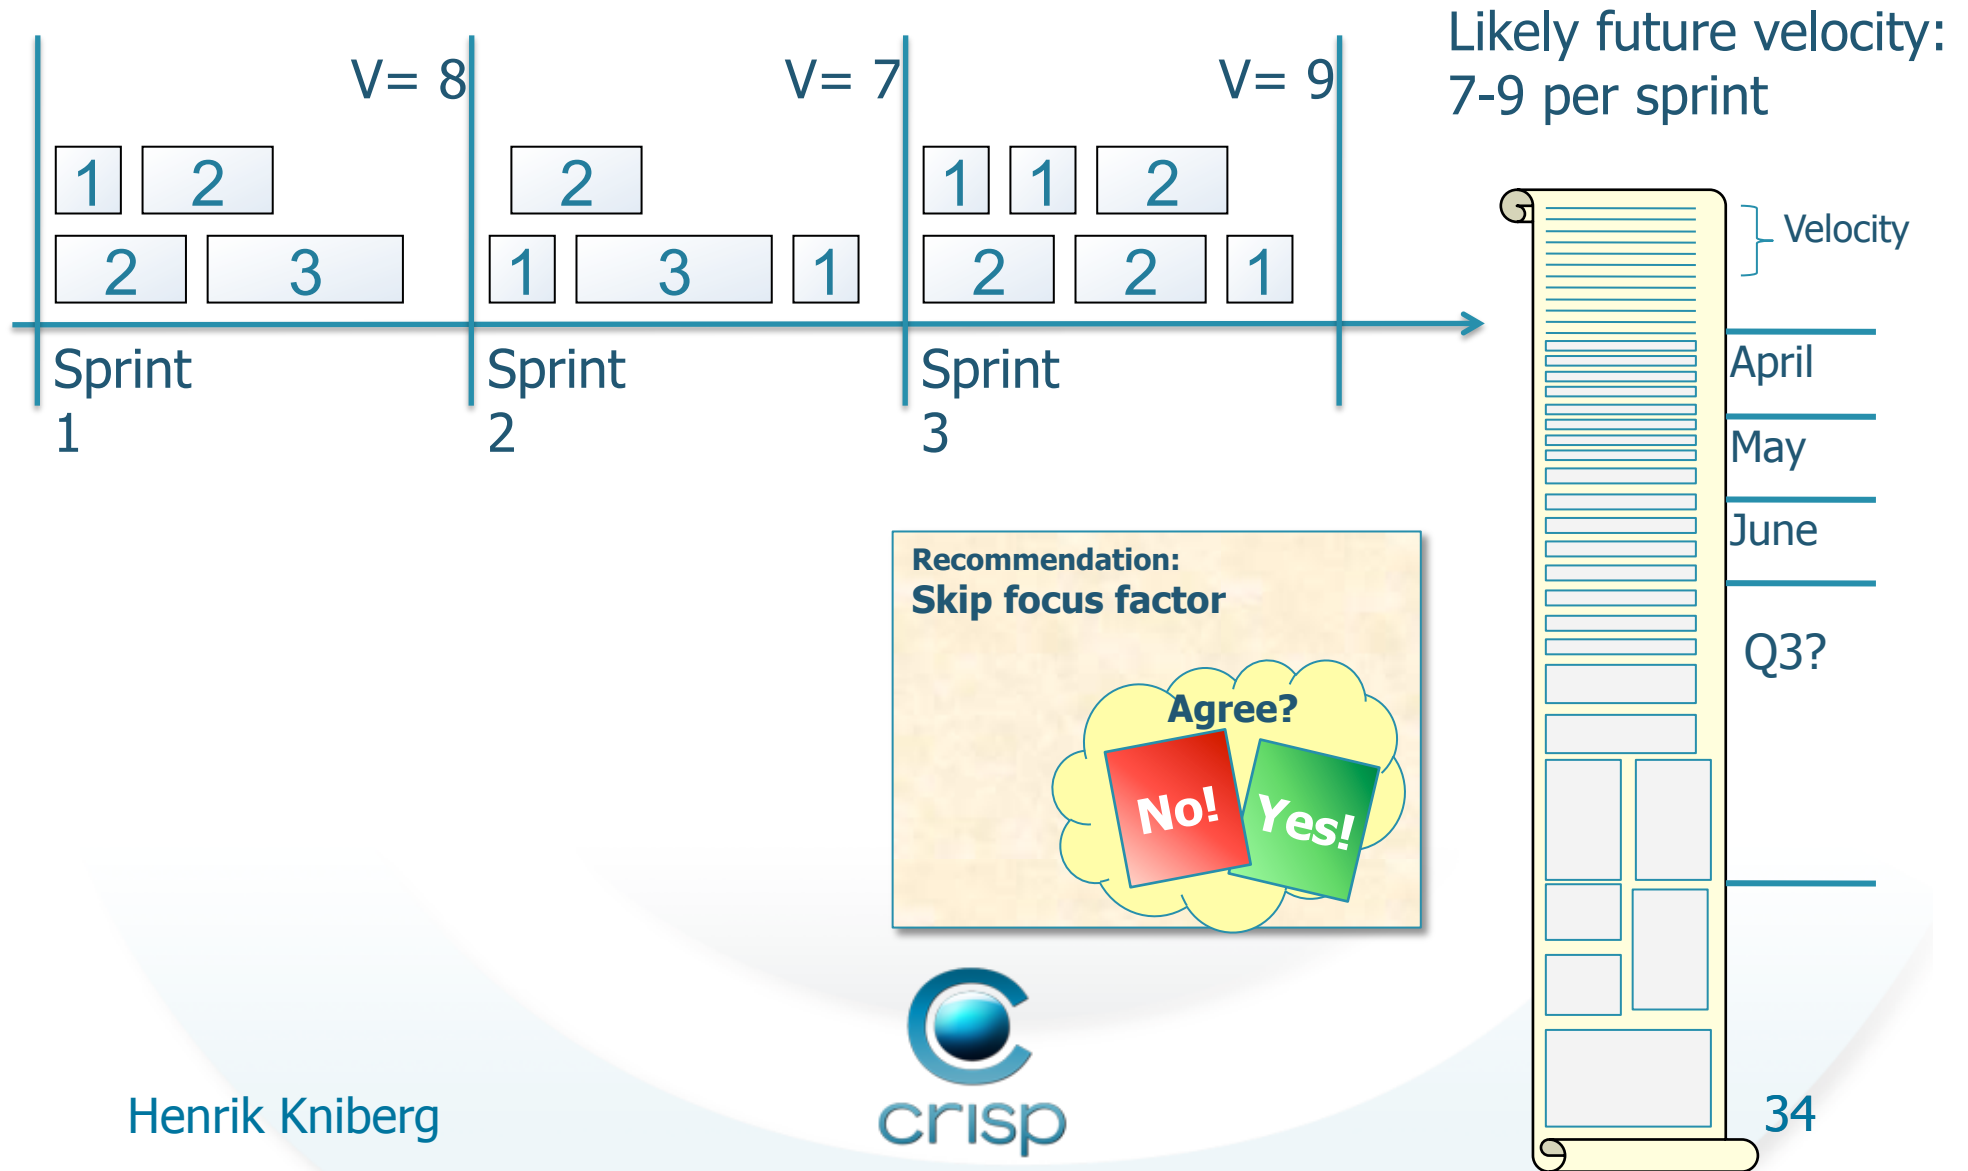 V= 8
1 2
2 3
Sprint
1
V= 7
2
1 3 1
Sprint
2
V= 9
1 1 2
2 2 1
Sprint
3
Likely future velocity:
7-9 per sprint
Velocity
April
May
June
Q3?
Recommendation:
Skip focus factor
Agree?
No! Yes!
Henrik Kniberg
crisp
34